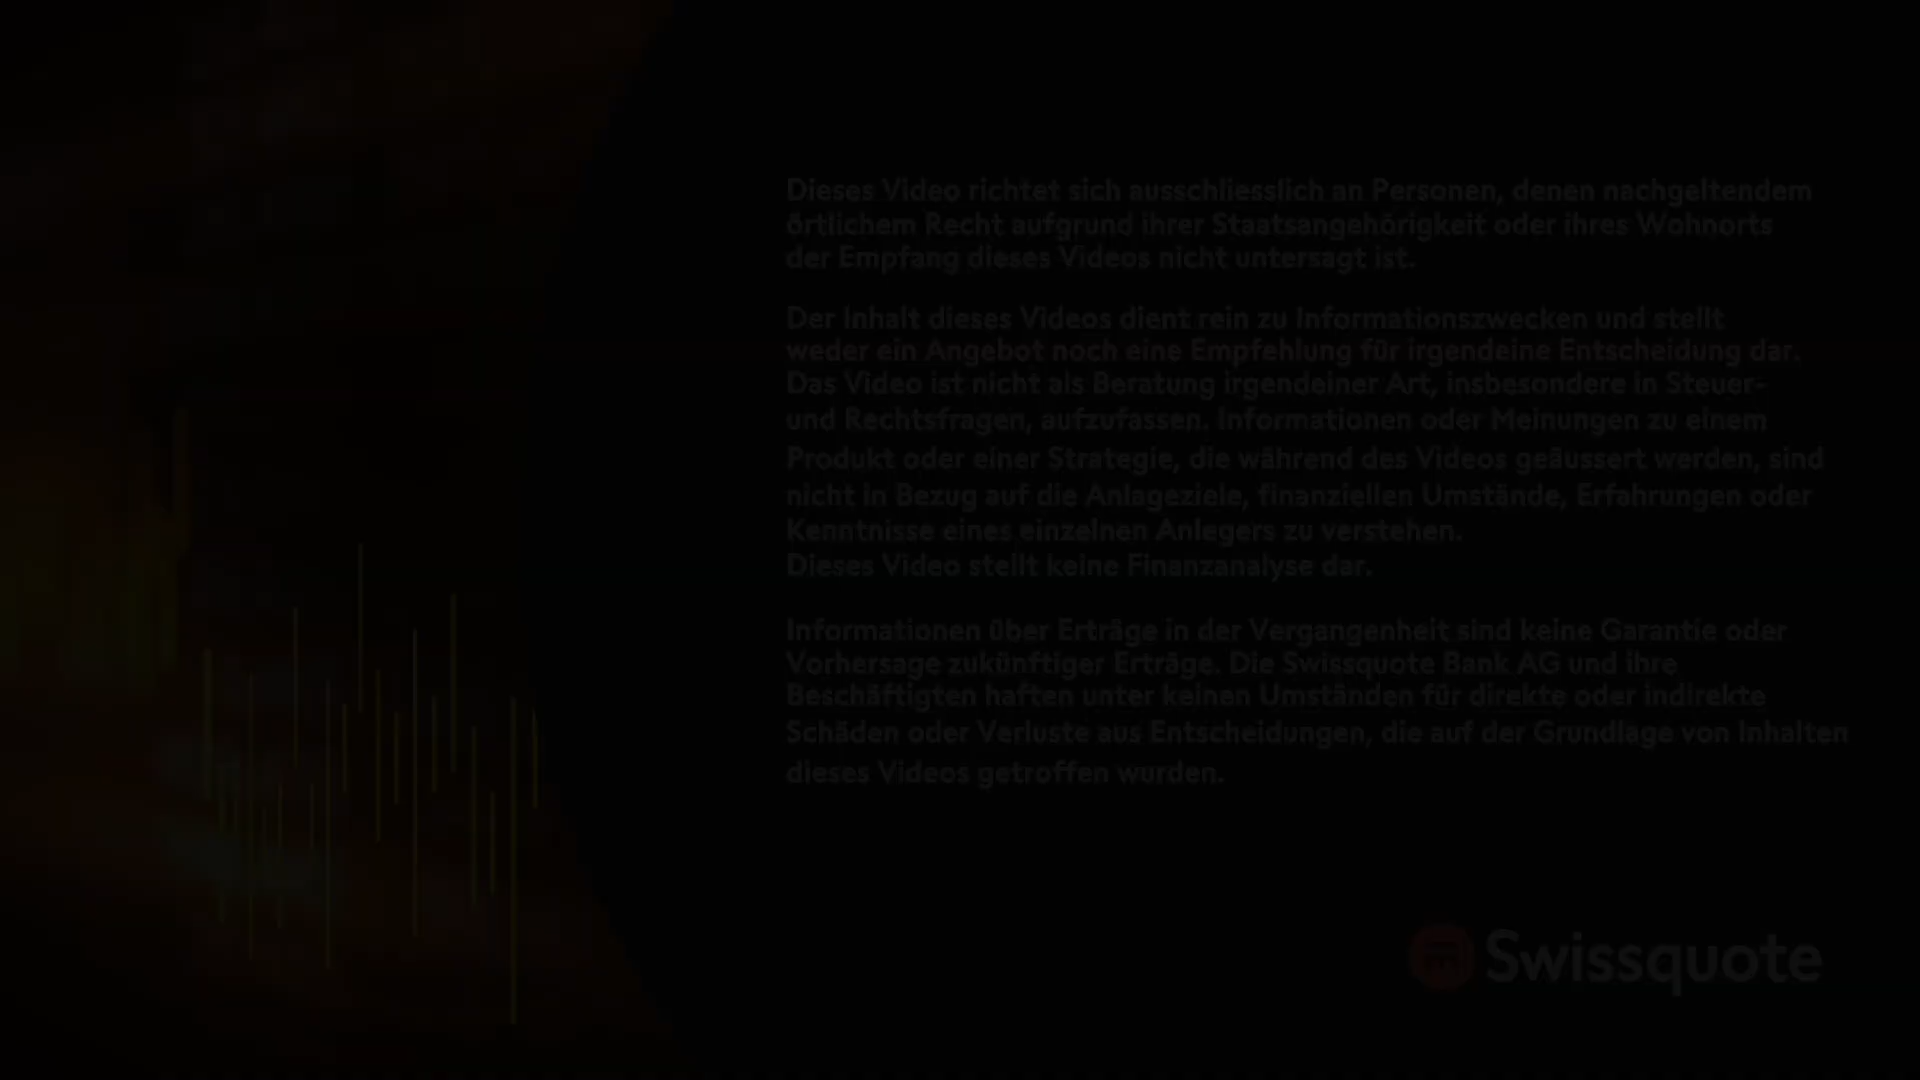 Dieses Video richtet sich ausschliesslich an Personen, denen nachgeltendem
örtlichem Recht aufgrund ihrer Staatsangehörigkeit oder ihres Wohnorts
der Empfang dieses Videos nicht untersagt ist.
Der Inhalt dieses Videos dient rein zu Informationszwecken und stellt
weder ein Angebot noch eine Empfehlung für irgendeine Entscheidung dar.
Das Video ist nicht als Beratung irgendeiner Art, insbesondere in Steuer-
und Rechtsfragen, aufzufassen. Informationen oder Meinungen zu einem
Produkt oder einer Strategie, die während des Videos geäussert werden, sind
nicht in Bezug auf die Anlageziele, finanziellen Umstände, Erfahrungen oder
Kenntnisse eines einzelnen Anlegers zu verstehen.
Dieses Video stellt keine Finanzanalyse dar.
Informationen über Erträge in der Vergangenheit sind keine Garantie oder
Vorhersage zukünftiger Erträge. Die Swissquote Bank AG und ihre
Beschäftigten haften unter keinen Umständen für direkte oder indirekte
Schäden oder Verluste aus Entscheidungen, die auf der Grundlage von Inhalten
dieses Videos getroffen wurden.
Swissquote